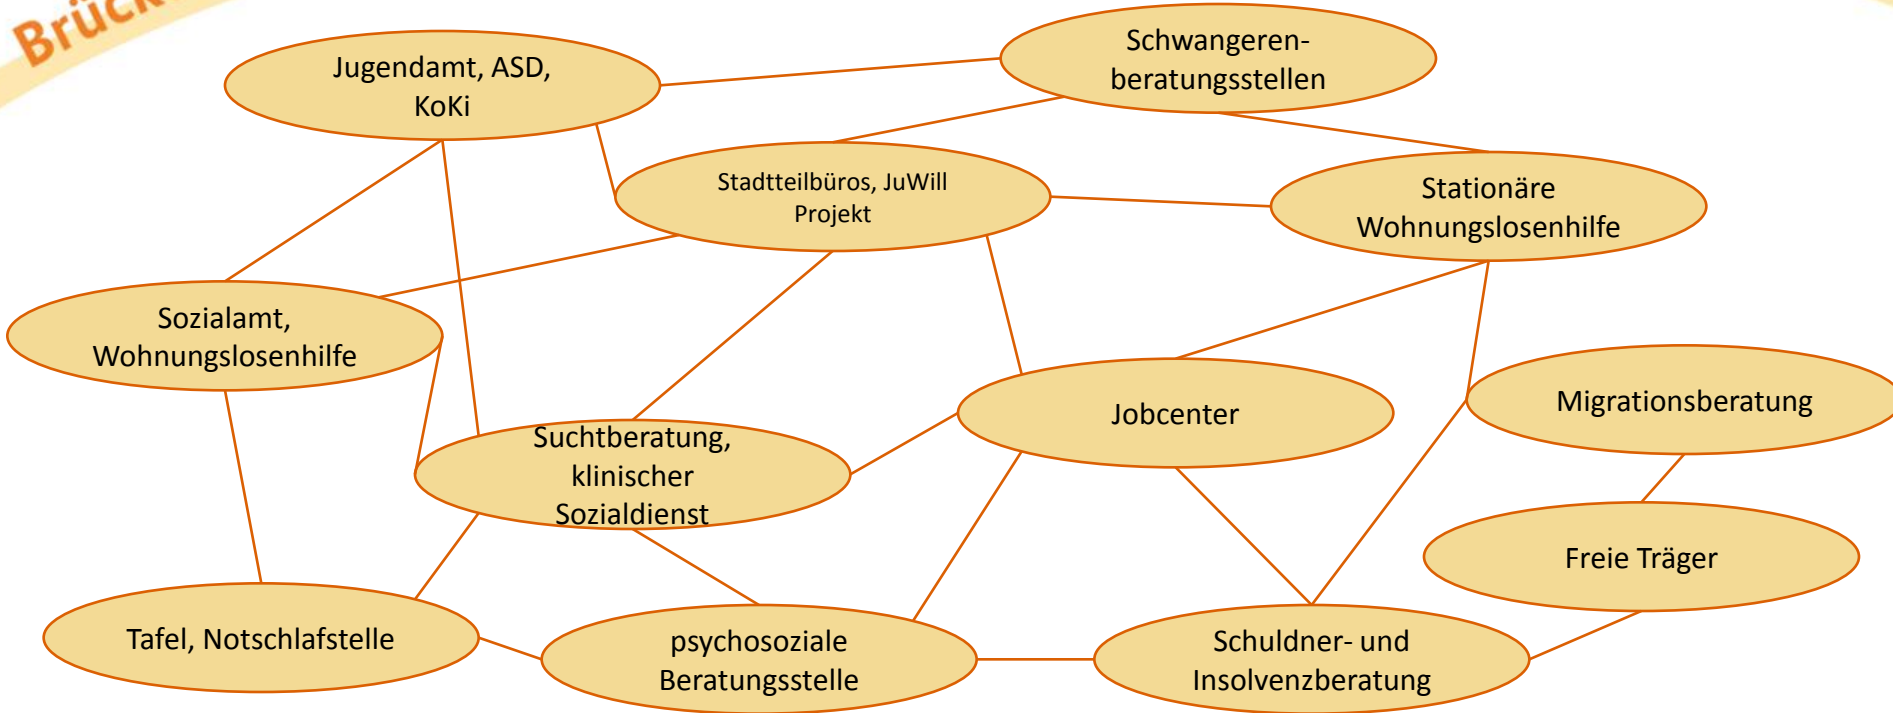 Jugendamt, ASD,
KoKi
Schwangeren-
beratungsstellen
Stadtteilbüros, JuWill
Projekt
Stationäre
Wohnungslosenhilfe
Sozialamt,
Wohnungslosenhilfe
Jobcenter
Migrationsberatung
Suchtberatung,
klinischer
Sozialdienst
Freie Träger
Tafel, Notschlafstelle
psychosoziale
Beratungsstelle
Schuldner- und
Insolvenzberatung